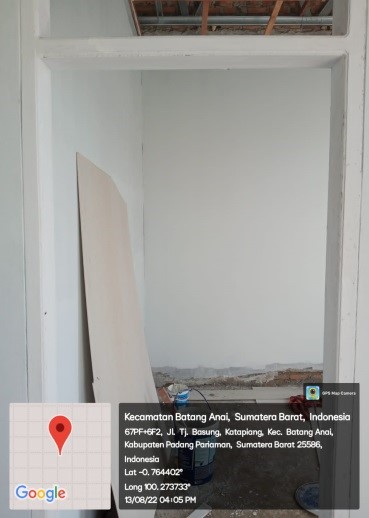 GPS Map Camera
Kecamatan Batang Anai, Sumatera Barat, Indonesia
67PF+6F2, Jl. Tj. Basung, Katapiang, Kec. Batang Anai,
Kabupaten Padang Pariaman, Sumatera Barat 25586,
Indonesia
Lat -0.764402°
Long 100.273733°
13/08/22 04:05 PM
Google